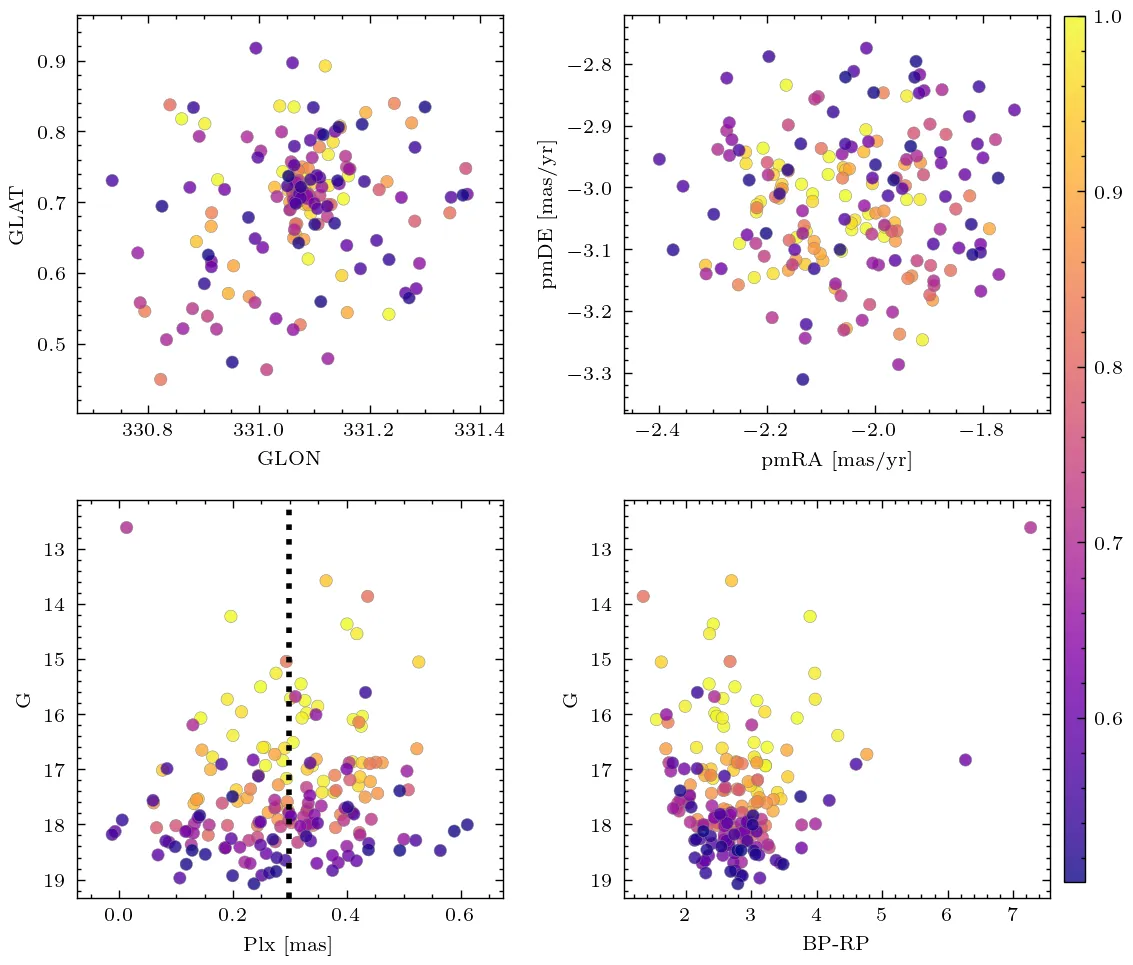 0.9
0.8
0.7
0.6
0.5
GLAT
330.8 331.0 331.2 331.4
GLON
−2.8
−2.9
−3.0
−3.1
−3.2
−3.3
pmDE [mas/yr]
−2.4 −2.2 −2.0 −1.8
pmRA [mas/yr]
1.0
0.9
0.8
0.7
0.6
13
14
15
16
17
18
19
G
0.0 0.2 0.4 0.6
Plx [mas]
13
14
15
16
17
18
19
G
2 3 4 5 6 7
BP-RP